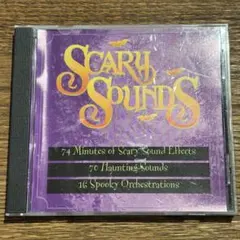 Scary
Sounds
74 Minutes of Scary Sound Effects
70 Haunting Sounds
16 Spooky Orchestrations